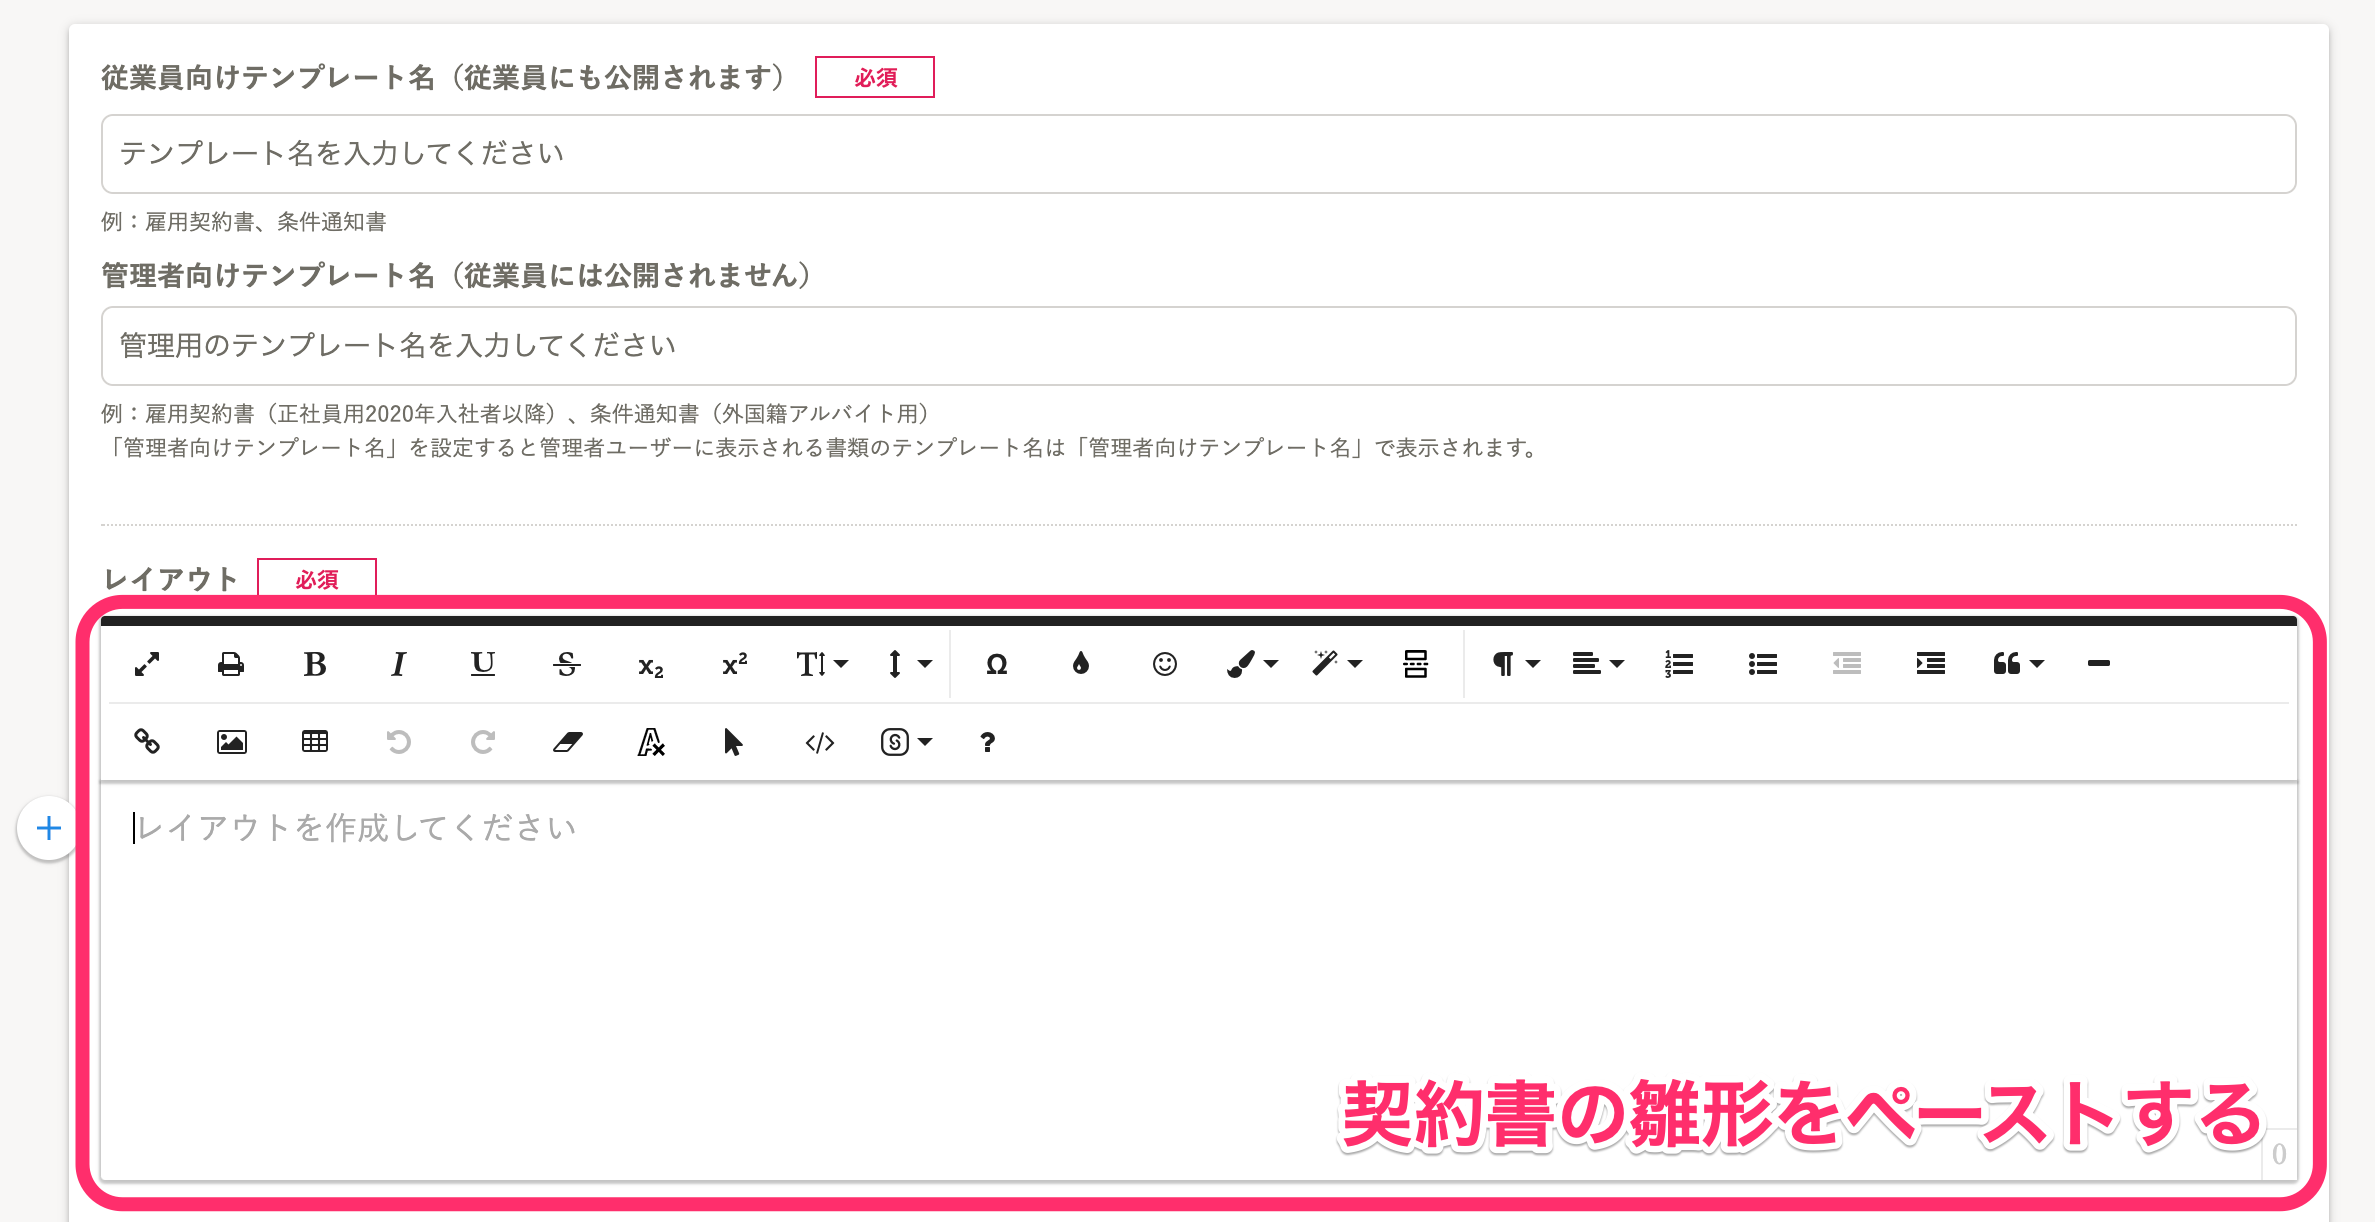 従業員向けテンプレート名（従業員にも公開されます） 必須
テンプレート名を入力してください
例：雇用契約書、条件通知書
管理者向けテンプレート名（従業員には公開されません）
管理用のテンプレート名を入力してください
例：雇用契約書（正社員用2020年入社者以降）、条件通知書（外国籍アルバイト用）
「管理者向けテンプレート名」を設定すると管理者ユーザーに表示される書類のテンプレート名は「管理者向けテンプレート名」で表示されます。
レイアウト 必須
レイアウトを作成してください
契約書の雛形をペーストする
0